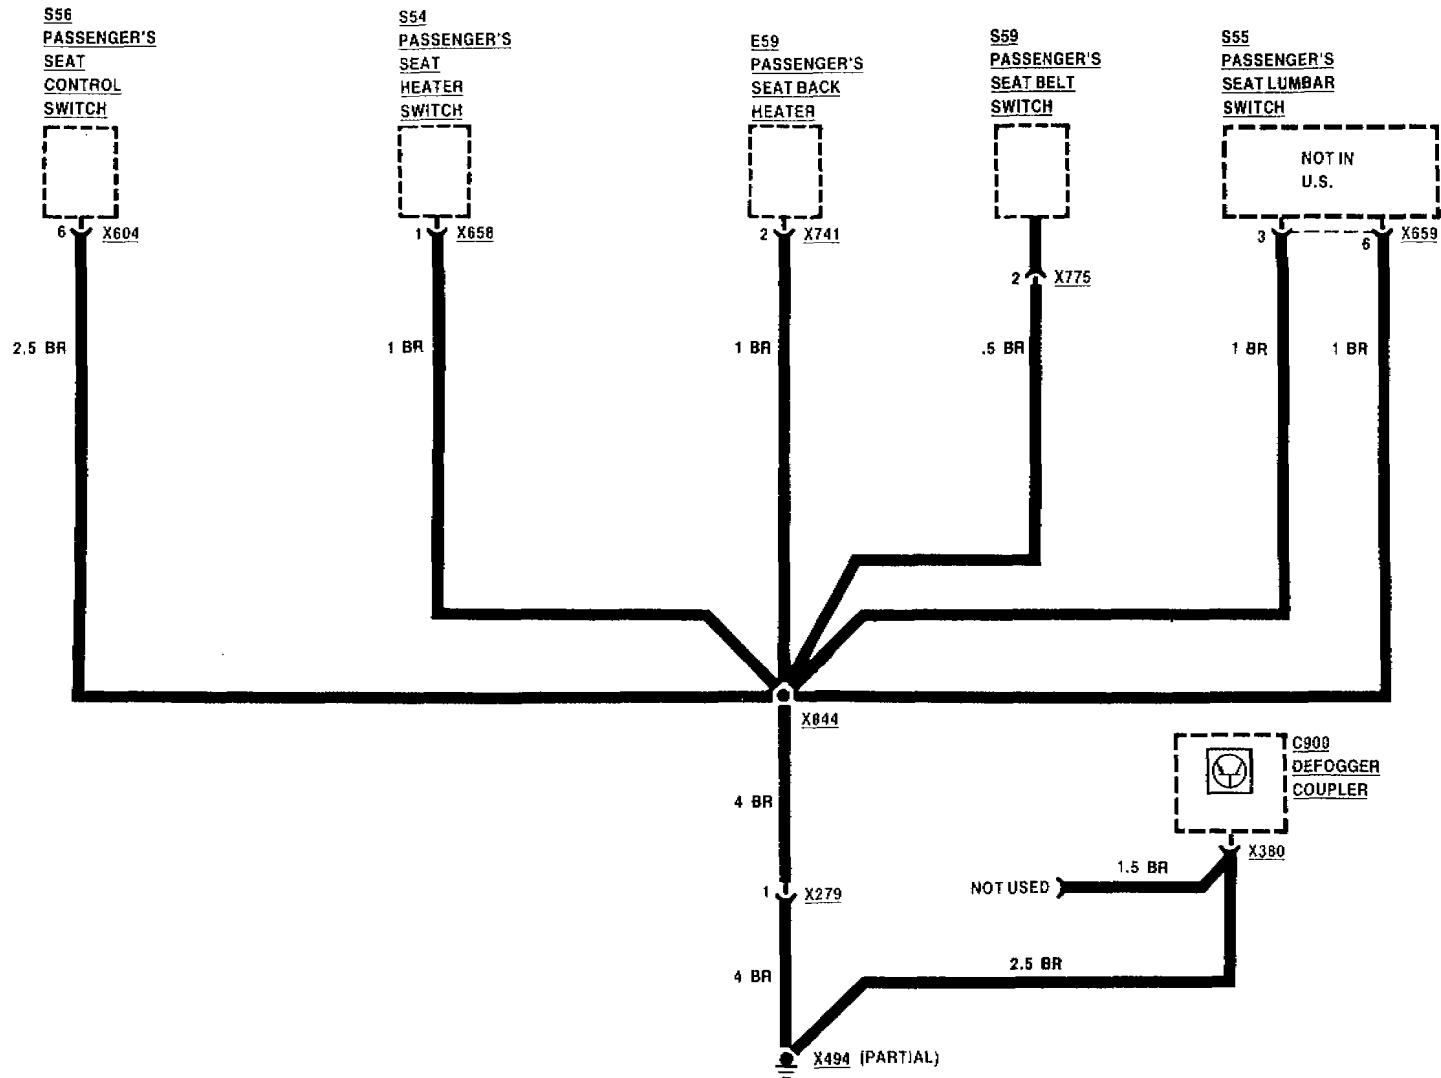 S56
PASSENGER'S
SEAT
CONTROL
SWITCH
S54
PASSENGER'S
SEAT
HEATER
SWITCH
E59
PASSENGER'S
SEAT BACK
HEATER
S59
PASSENGER'S
SEAT BELT
SWITCH
S55
PASSENGER'S
SEAT LUMBAR
SWITCH
NOT IN
U.S.
6 X604
1 X658
2 X741
2 X775
3 6 X659
2.5 BR
1 BR
1 BR
.5 BR
1 BR
1 BR
X844
C900
DEFOGGER
COUPLER
4 BR
X380
1.5 BR
NOT USED
1 X279
2.5 BR
4 BR
X494 (PARTIAL)